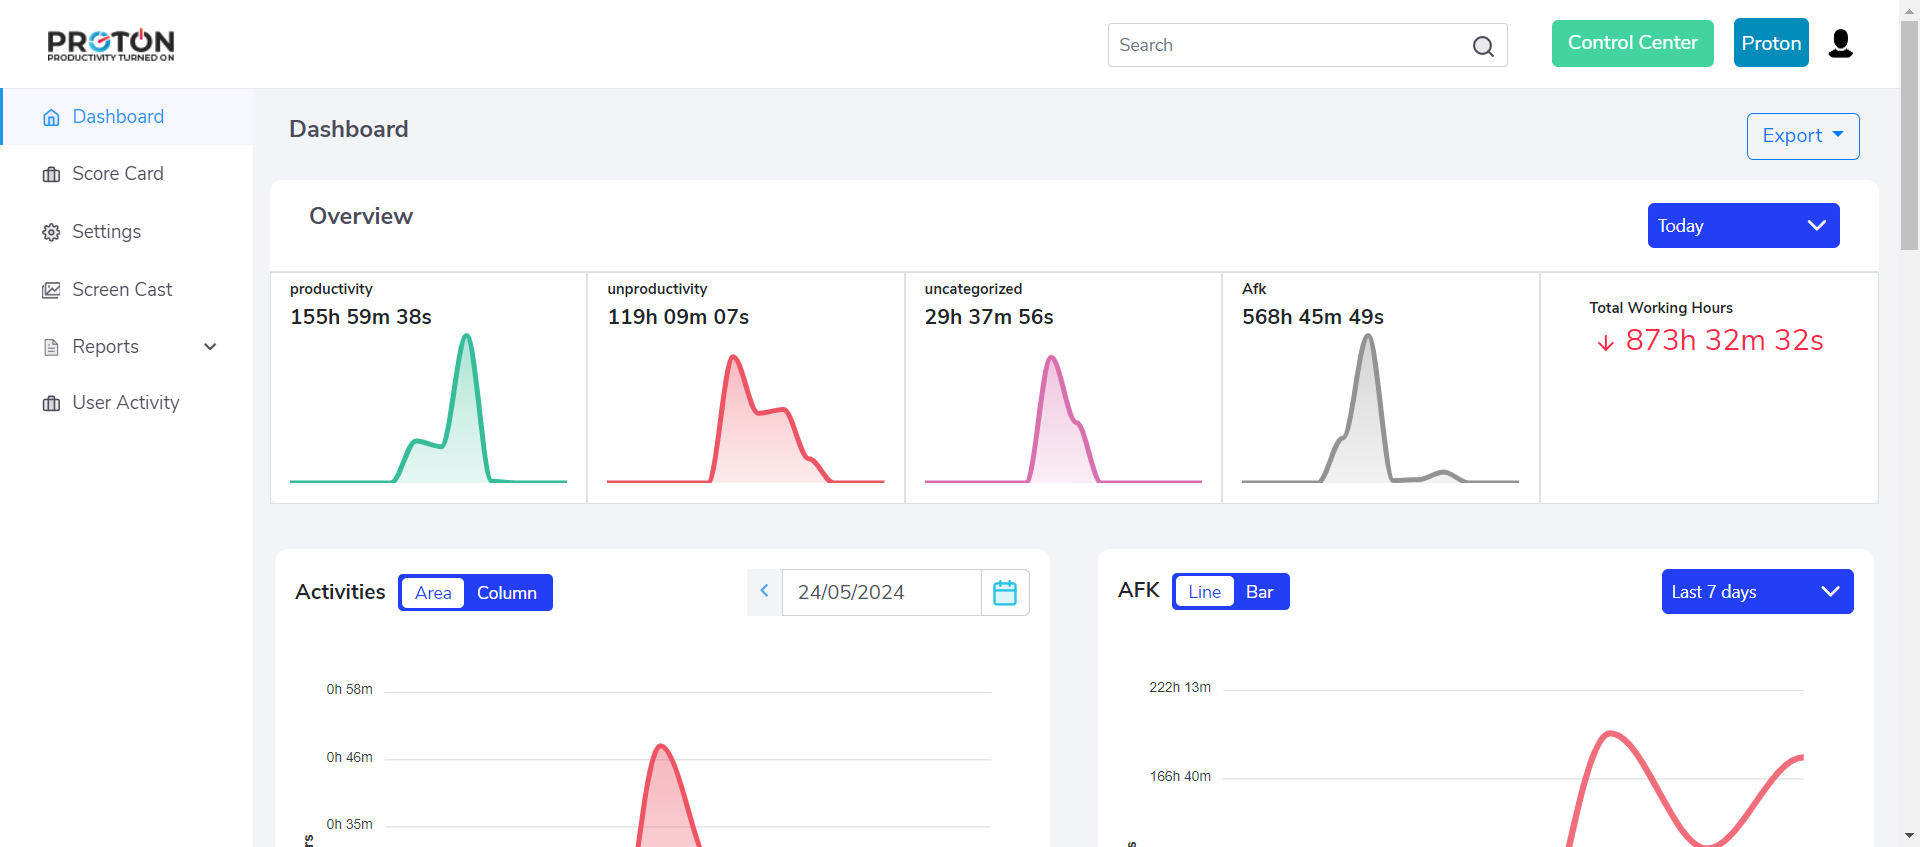 PROTON
PRODUCTIVITY TURNED ON
Search
Control Center
Proton
Dashboard
Score Card
Settings
Screen Cast
Reports
User Activity
Dashboard
Export
Overview
Today
productivity
155h 59m 38s
unproductivity
119h 09m 07s
uncategorized
29h 37m 56s
Afk
568h 45m 49s
Total Working Hours
873h 32m 32s
Activities
Area
Column
24/05/2024
0h 58m
0h 46m
0h 35m
AFK
Line
Bar
Last 7 days
222h 13m
166h 40m